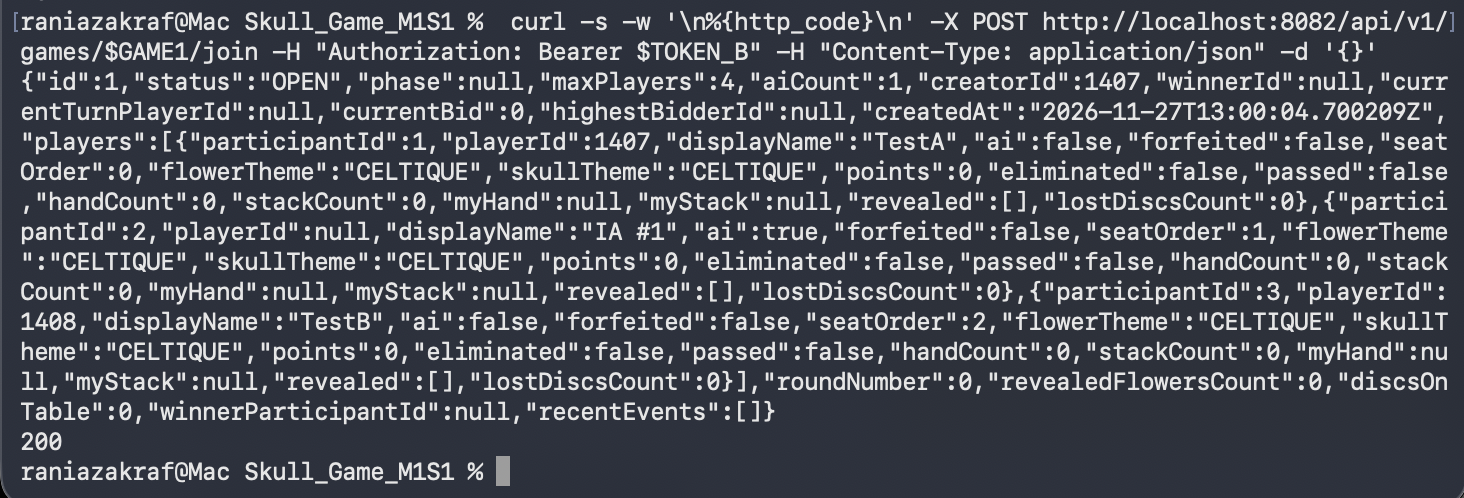 [raniazakraf@Mac Skull_Game_M1S1 %  curl -s -w '\n%{http_code}\n' -X POST http://localhost:8082/api/v1/]
games/$GAME1/join -H "Authorization: Bearer $TOKEN_B" -H "Content-Type: application/json" -d '{}'
{"id":1,"status":"OPEN","phase":null,"maxPlayers":4,"aiCount":1,"creatorId":1407,"winnerId":null,"curr
entTurnPlayerId":null,"currentBid":0,"highestBidderId":null,"createdAt":"2026-11-27T13:00:04.700209Z",
"players":[{"participantId":1,"playerId":1407,"displayName":"TestA","ai":false,"forfeited":false,"seat
Order":0,"flowerTheme":"CELTIQUE","skullTheme":"CELTIQUE","points":0,"eliminated":false,"passed":false
,"handCount":0,"stackCount":0,"myHand":null,"myStack":null,"revealed":[],"lostDiscsCount":0},{"partici
pantId":2,"playerId":null,"displayName":"IA #1","ai":true,"forfeited":false,"seatOrder":1,"flowerTheme
":"CELTIQUE","skullTheme":"CELTIQUE","points":0,"eliminated":false,"passed":false,"handCount":0,"stack
Count":0,"myHand":null,"myStack":null,"revealed":[],"lostDiscsCount":0},{"participantId":3,"playerId":
1408,"displayName":"TestB","ai":false,"forfeited":false,"seatOrder":2,"flowerTheme":"CELTIQUE","skullT
heme":"CELTIQUE","points":0,"eliminated":false,"passed":false,"handCount":0,"stackCount":0,"myHand":nu
ll,"myStack":null,"revealed":[],"lostDiscsCount":0}],"roundNumber":0,"revealedFlowersCount":0,"discsOn
Table":0,"winnerParticipantId":null,"recentEvents":[]}
200
raniazakraf@Mac Skull_Game_M1S1 %